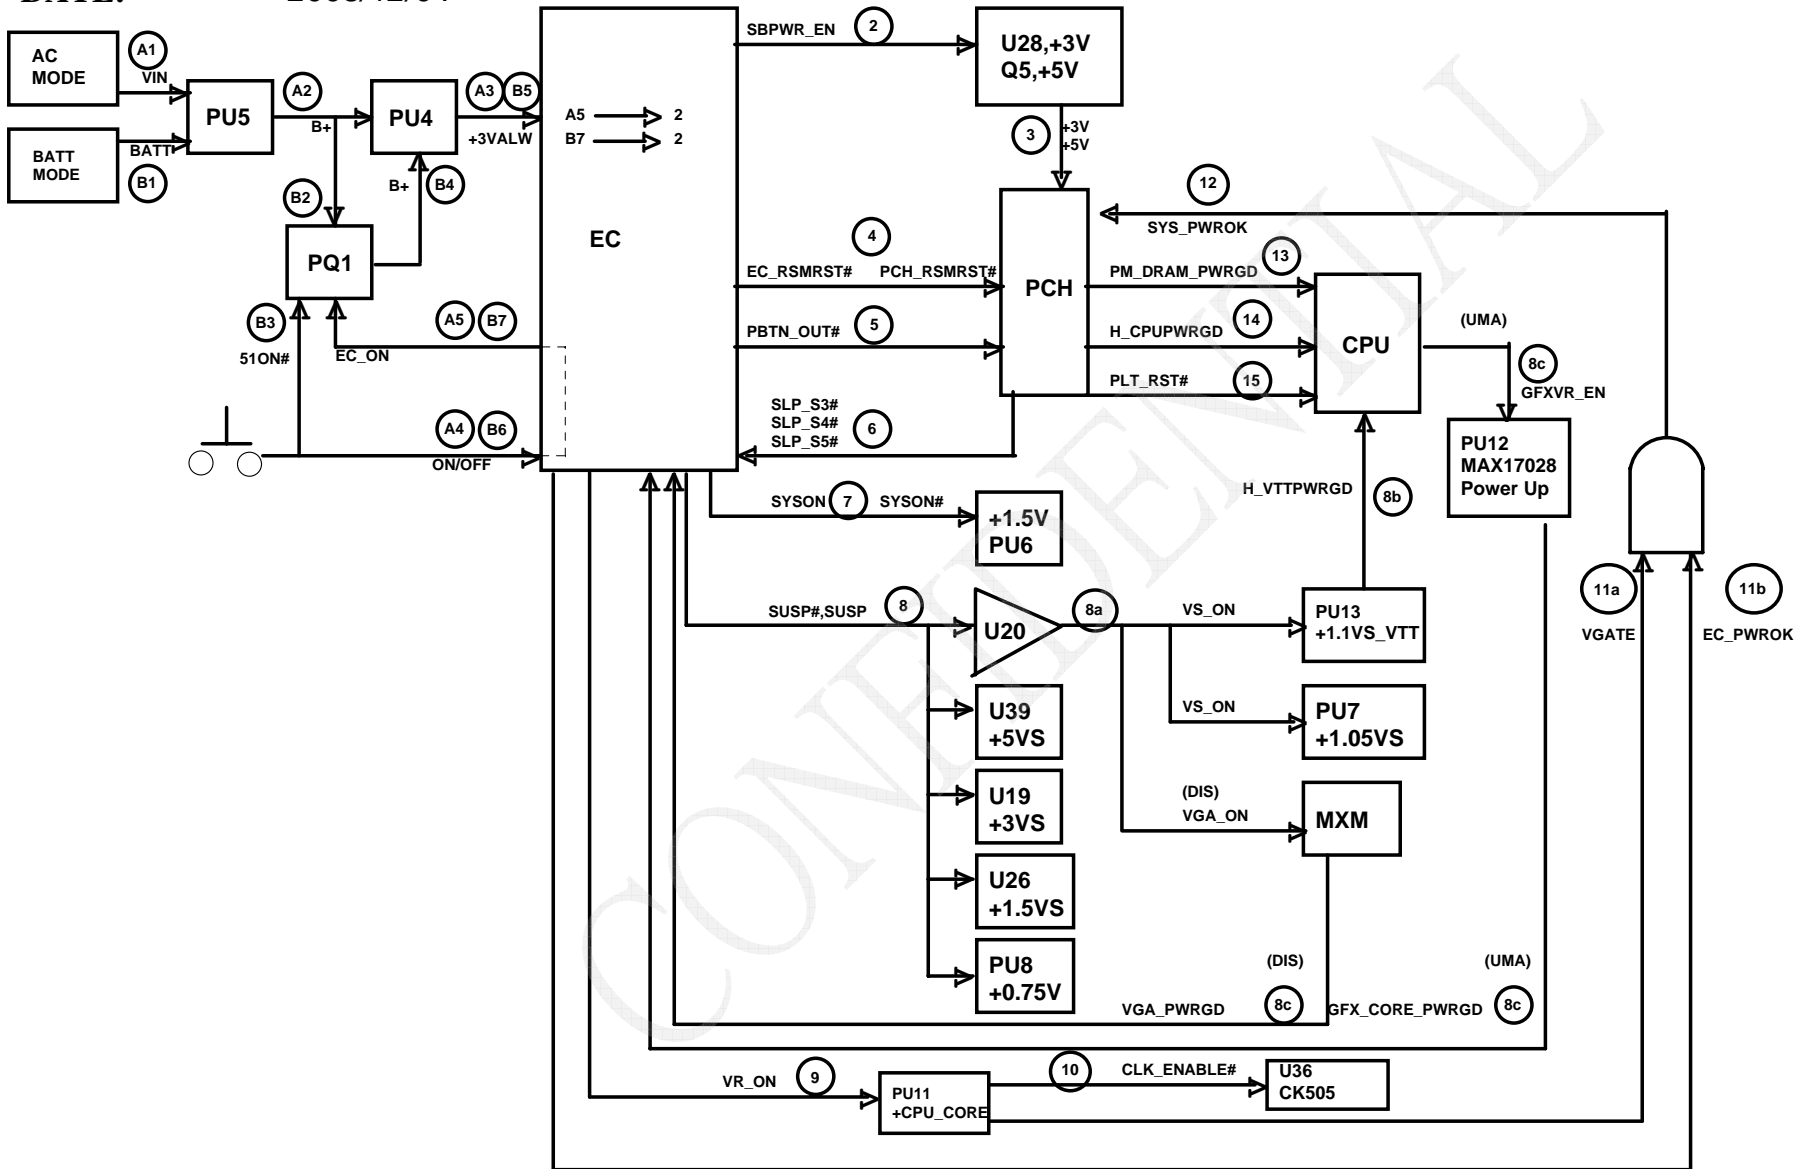 AC
MODE
A1
VIN
BATT
MODE
BATT
B1
PU5
A2
B+
PU4
A3
B5
+3VALW
B2
B+
B4
PQ1
B3
51ON#
EC_ON
A5
B7
A4
B6
ON/OFF
A5
2
B7
2
EC
SBPWR_EN
2
U28,+3V
Q5,+5V
3
+3V
+5V
4
EC_RSMRST#
PCH_RSMRST#
PBTN_OUT#
5
PCH
SLP_S3#
SLP_S4#
SLP_S5#
6
12
SYS_PWROK
PM_DRAM_PWRGD
13
H_CPUPWRGD
14
PLT_RST#
15
CPU
(UMA)
8c
GFXVR_EN
PU12
MAX17028
Power Up
H_VTTPWRGD
8b
SYSON
7
SYSON#
+1.5V
PU6
SUSP#,SUSP
8
U20
8a
VS_ON
PU13
+1.1VS_VTT
VS_ON
PU7
+1.05VS
U39
+5VS
U19
+3VS
U26
+1.5VS
PU8
+0.75V
(DIS)
VGA_ON
MXM
11a
VGATE
11b
EC_PWROK
(DIS)
VGA_PWRGD
8c
(UMA)
GFX_CORE_PWRGD
8c
VR_ON
9
PU11
+CPU_CORE
10
CLK_ENABLE#
U36
CK505
CONFIDENTIAL